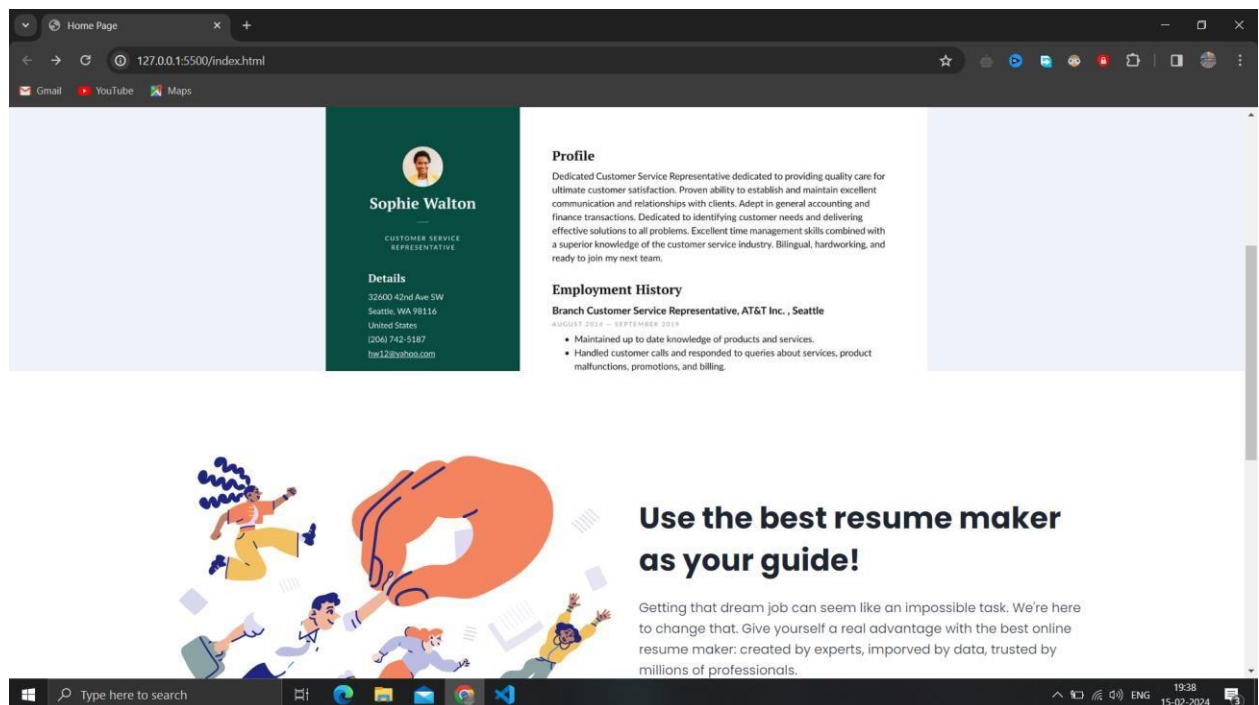 Home Page
127.0.0.1:5500/index.html
Gmail
YouTube
Maps
Sophie Walton
CUSTOMER SERVICE
REPRESENTATIVE
Details
32600 42nd Ave SW
Seattle, WA 98116
United States
(206) 742-5187
hw12@yahoo.com
Profile
Dedicated Customer Service Representative dedicated to providing quality care for
ultimate customer satisfaction. Proven ability to establish and maintain excellent
communication and relationships with clients. Adept in general accounting and
finance transactions. Dedicated to identifying customer needs and delivering
effective solutions to all problems. Excellent time management skills combined with
a superior knowledge of the customer service industry. Bilingual, hardworking, and
ready to join my next team.
Employment History
Branch Customer Service Representative, AT&T Inc. , Seattle
AUGUST 2014 — SEPTEMBER 2019
• Maintained up to date knowledge of products and services.
• Handled customer calls and responded to queries about services, product
malfunctions, promotions, and billing.
Use the best resume maker
as your guide!
Getting that dream job can seem like an impossible task. We're here
to change that. Give yourself a real advantage with the best online
resume maker: created by experts, imporved by data, trusted by
millions of professionals.
Type here to search
ENG
19:38
15-02-2024
3